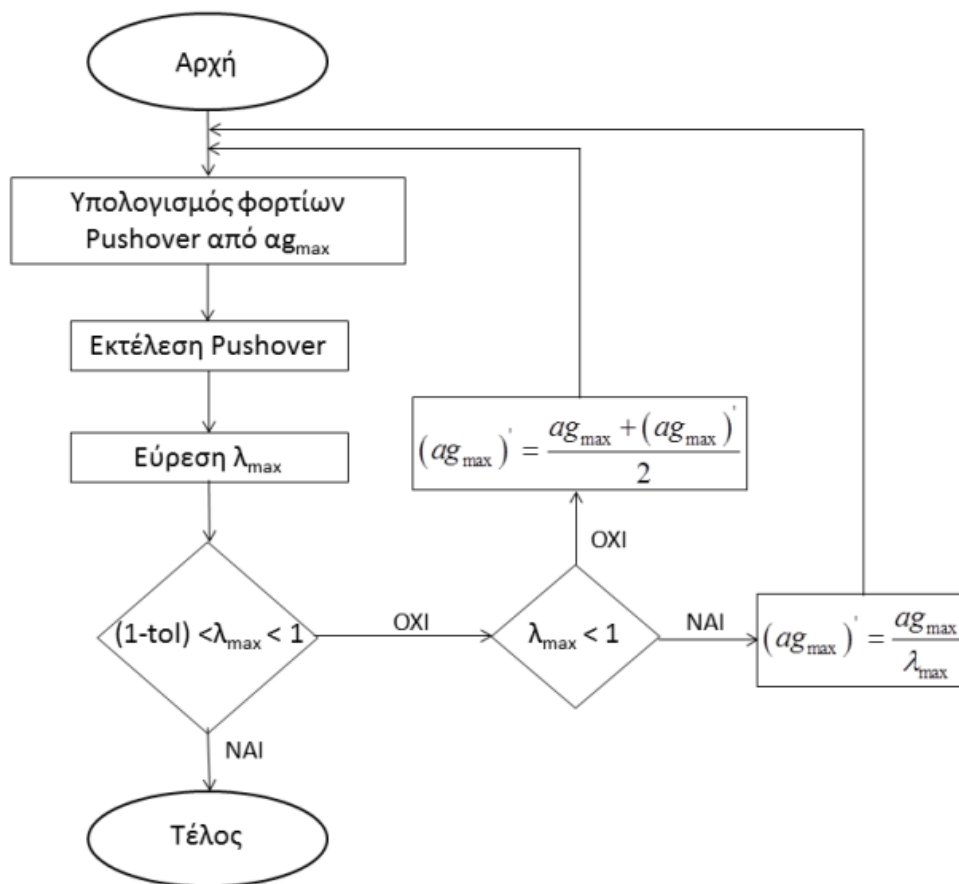 Αρχή
Υπολογισμός φορτίων
Pushover από αg_max
Εκτέλεση Pushover
Εύρεση λ_max
(1-tol) <λ_max < 1
ΝΑΙ
Τέλος
ΟΧΙ
λ_max < 1
ΟΧΙ
(ag_max)' = (ag_max + (ag_max)') / 2
ΝΑΙ
(ag_max)' = ag_max / λ_max